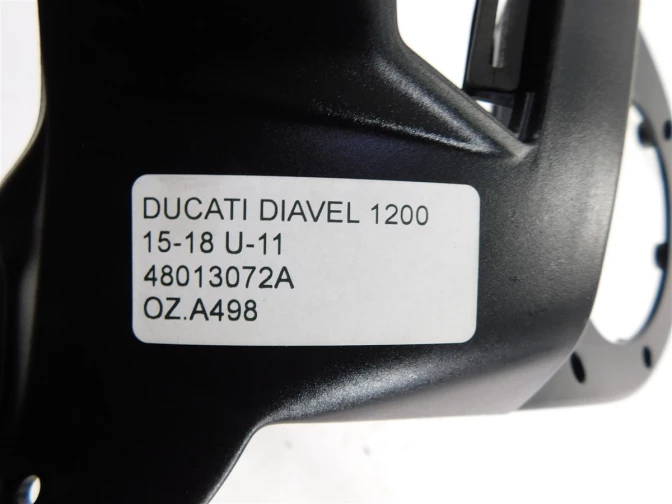 DUCATI DIAVEL 1200
15-18 U-11
48013072A
OZ.A498